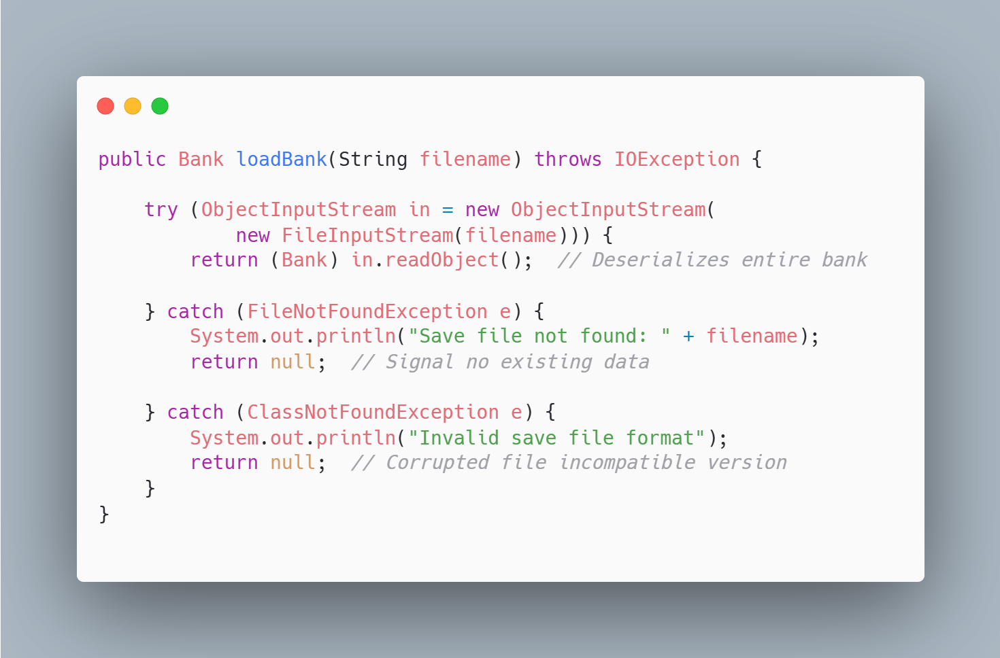 public Bank loadBank(String filename) throws IOException {
    try (ObjectInputStream in = new ObjectInputStream(
            new FileInputStream(filename))) {
        return (Bank) in.readObject();  // Deserializes entire bank
    } catch (FileNotFoundException e) {
        System.out.println("Save file not found: " + filename);
        return null;  // Signal no existing data
    } catch (ClassNotFoundException e) {
        System.out.println("Invalid save file format");
        return null;  // Corrupted file incompatible version
    }
}